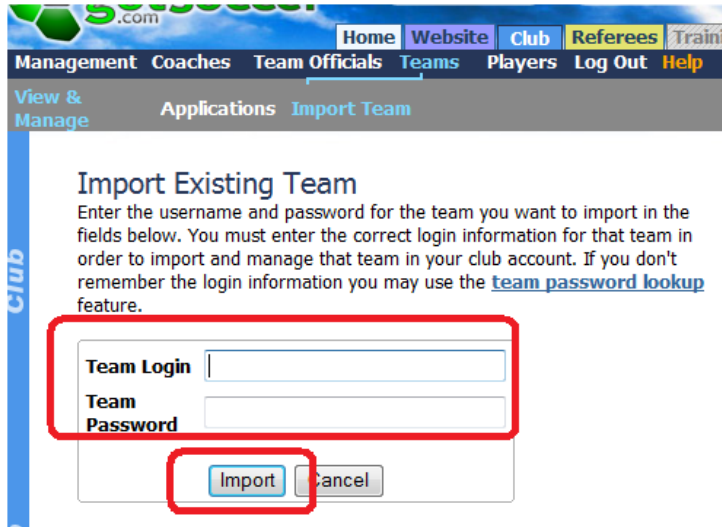 gotsoccer
.com
Home Website Club Referees
Management Coaches Team Officials Teams Players Log Out Help
View &
Manage
Applications Import Team
Club
Import Existing Team
Enter the username and password for the team you want to import in the
fields below. You must enter the correct login information for that team in
order to import and manage that team in your club account. If you don't
remember the login information you may use the team password lookup
feature.
Team Login
Team
Password
Import Cancel